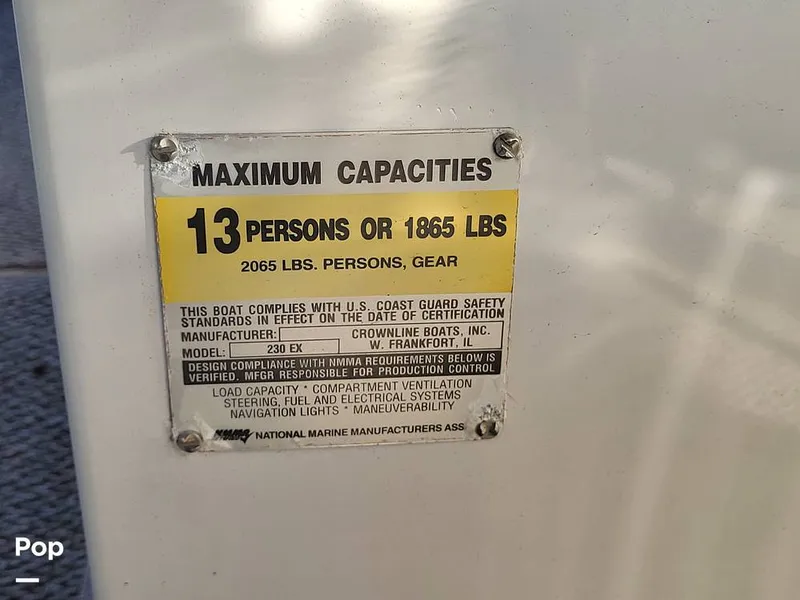 MAXIMUM CAPACITIES
13 PERSONS OR 1865 LBS
2065 LBS. PERSONS, GEAR
THIS BOAT COMPLIES WITH U.S. COAST GUARD SAFETY
STANDARDS IN EFFECT ON THE DATE OF CERTIFICATION
MANUFACTURER: CROWNLINE BOATS, INC.
W. FRANKFORT, IL
MODEL: 230 EX
DESIGN COMPLIANCE WITH NMMA REQUIREMENTS BELOW IS
VERIFIED. MFGR RESPONSIBLE FOR PRODUCTION CONTROL
LOAD CAPACITY * COMPARTMENT VENTILATION
STEERING, FUEL AND ELECTRICAL SYSTEMS
NAVIGATION LIGHTS * MANEUVERABILITY
NMMA NATIONAL MARINE MANUFACTURERS ASS
Pop